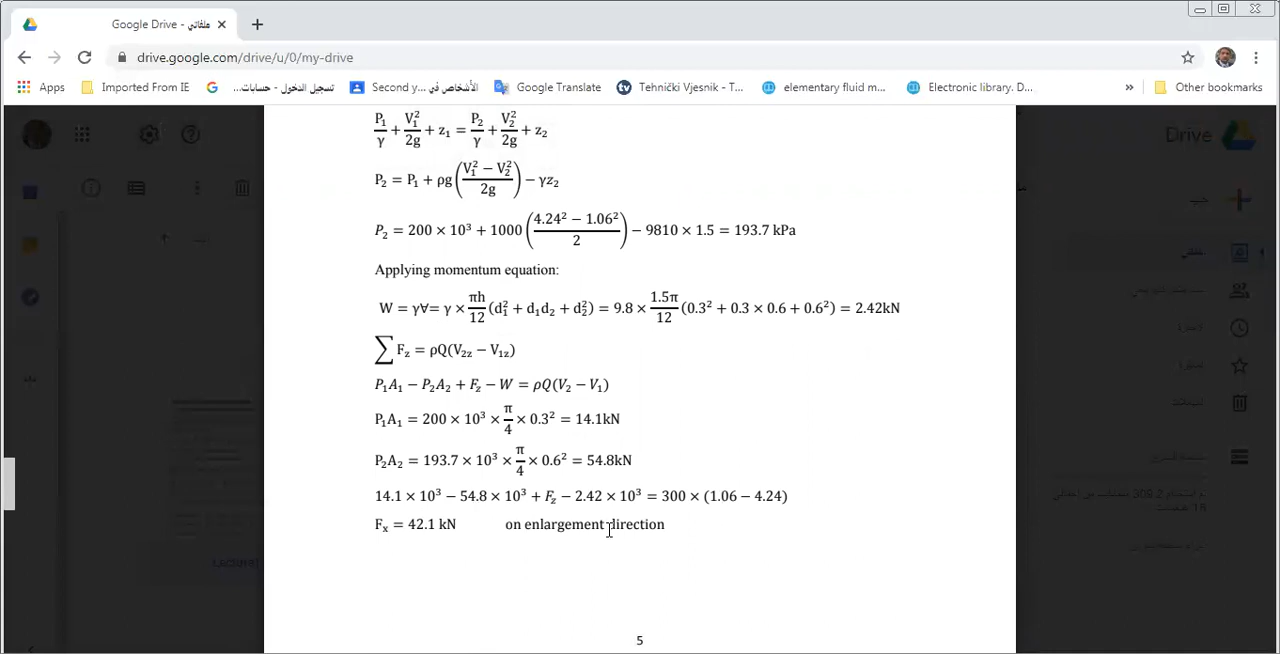 Google Drive - ملفاتي
drive.google.com/drive/u/0/my-drive
Apps Imported From IE تسجيل الدخول - حسابات... Second y... الأشخاص في Google Translate Tehnički Vjesnik - T... elementary fluid m... Electronic library. D... » Other bookmarks
Drive
P₁/γ + V₁²/2g + z₁ = P₂/γ + V₂²/2g + z₂
P₂ = P₁ + ρg((V₁² − V₂²)/2g) − γz₂
P₂ = 200 × 10³ + 1000((4.24² − 1.06²)/2) − 9810 × 1.5 = 193.7 kPa
Applying momentum equation:
W = γ∀= γ × πh/12 (d₁² + d₁d₂ + d₂²) = 9.8 × 1.5π/12 (0.3² + 0.3 × 0.6 + 0.6²) = 2.42kN
∑ F_z = ρQ(V₂z − V₁z)
P₁A₁ − P₂A₂ + F_z − W = ρQ(V₂ − V₁)
P₁A₁ = 200 × 10³ × π/4 × 0.3² = 14.1kN
P₂A₂ = 193.7 × 10³ × π/4 × 0.6² = 54.8kN
14.1 × 10³ − 54.8 × 10³ + F_z − 2.42 × 10³ = 300 × (1.06 − 4.24)
Fₓ = 42.1 kN on enlargement direction
5